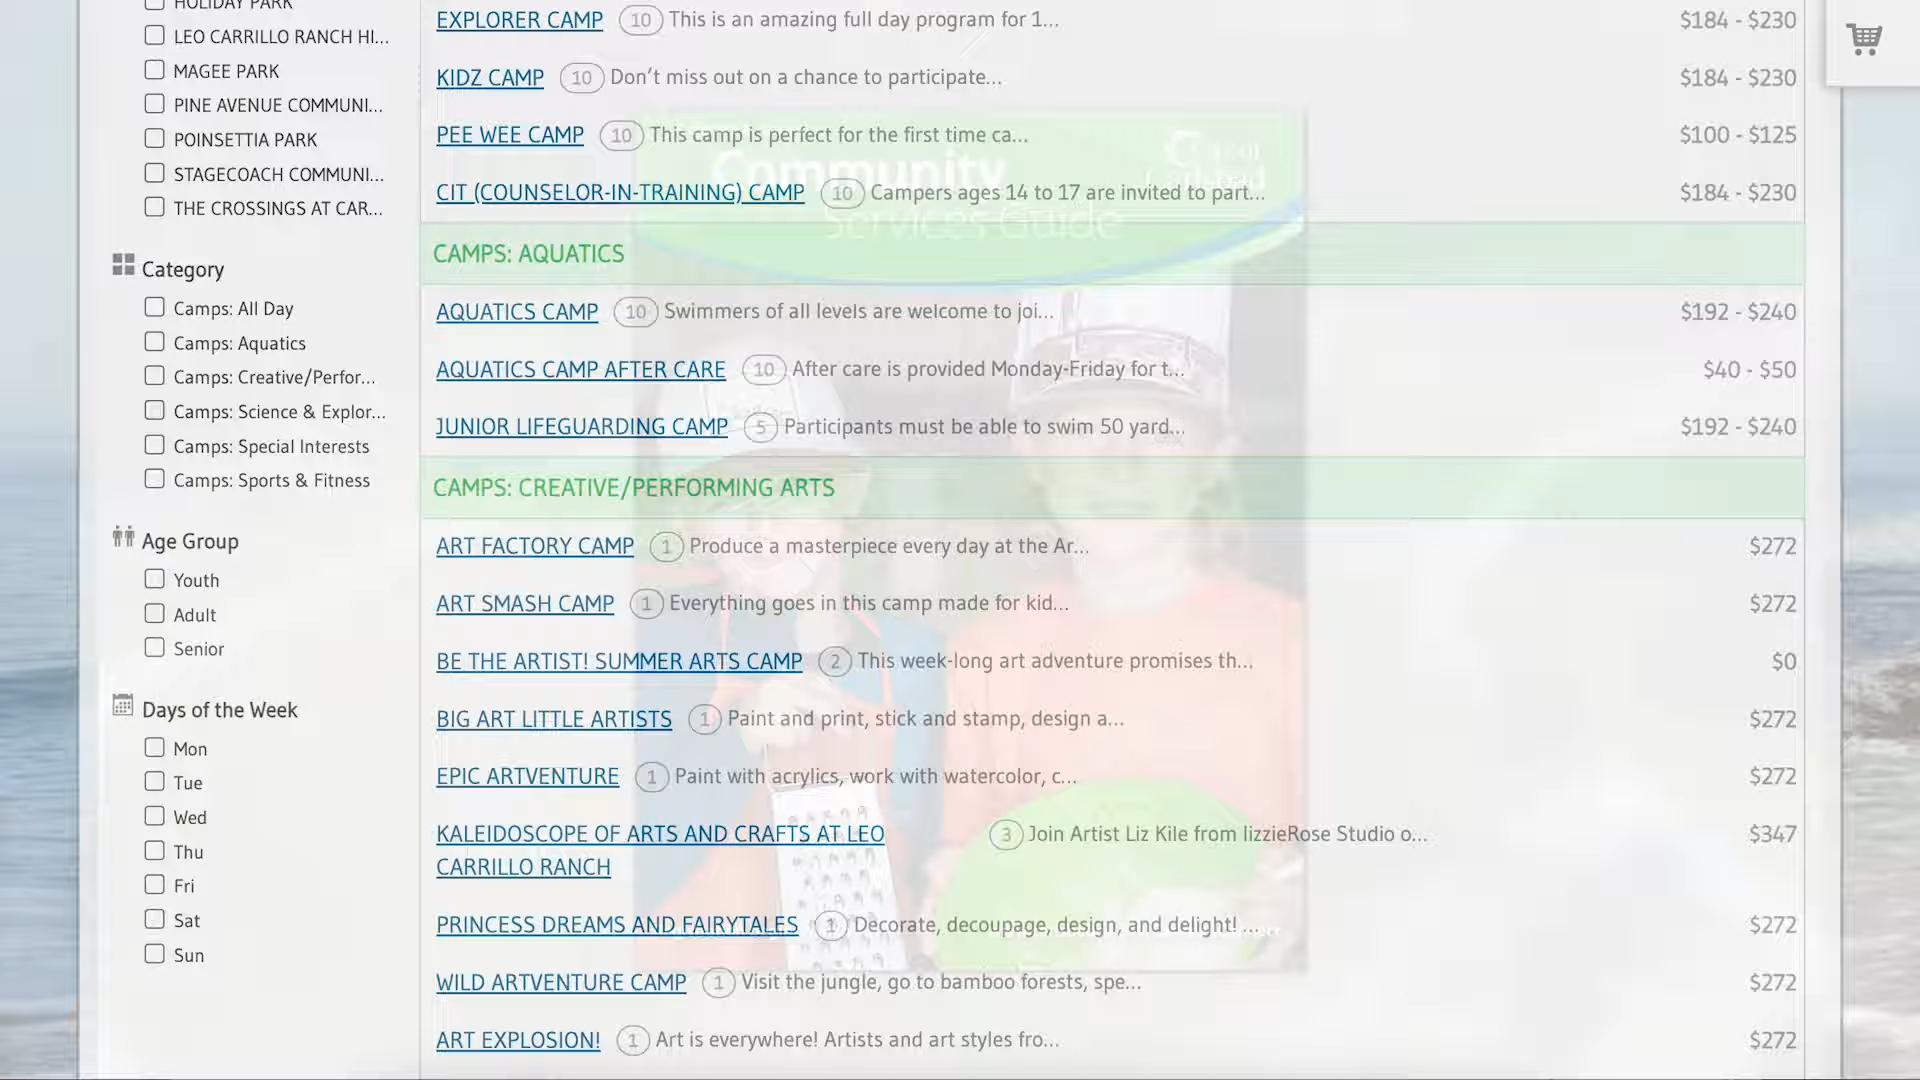 HOLIDAY PARK
LEO CARRILLO RANCH HI...
MAGEE PARK
PINE AVENUE COMMUNI...
POINSETTIA PARK
STAGECOACH COMMUNI...
THE CROSSINGS AT CAR...
Category
Camps: All Day
Camps: Aquatics
Camps: Creative/Perfor...
Camps: Science & Explor...
Camps: Special Interests
Camps: Sports & Fitness
Age Group
Youth
Adult
Senior
Days of the Week
Mon
Tue
Wed
Thu
Fri
Sat
Sun
EXPLORER CAMP 10 This is an amazing full day program for 1... $184 - $230
KIDZ CAMP 10 Don’t miss out on a chance to participate... $184 - $230
PEE WEE CAMP 10 This camp is perfect for the first time ca... $100 - $125
CIT (COUNSELOR-IN-TRAINING) CAMP 10 Campers ages 14 to 17 are invited to part... $184 - $230
CAMPS: AQUATICS
AQUATICS CAMP 10 Swimmers of all levels are welcome to joi... $192 - $240
AQUATICS CAMP AFTER CARE 10 After care is provided Monday-Friday for t... $40 - $50
JUNIOR LIFEGUARDING CAMP 5 Participants must be able to swim 50 yard... $192 - $240
CAMPS: CREATIVE/PERFORMING ARTS
ART FACTORY CAMP 1 Produce a masterpiece every day at the Ar... $272
ART SMASH CAMP 1 Everything goes in this camp made for kid... $272
BE THE ARTIST! SUMMER ARTS CAMP 2 This week-long art adventure promises th... $0
BIG ART LITTLE ARTISTS 1 Paint and print, stick and stamp, design a... $272
EPIC ARTVENTURE 1 Paint with acrylics, work with watercolor, c... $272
KALEIDOSCOPE OF ARTS AND CRAFTS AT LEO 3 Join Artist Liz Kile from lizzieRose Studio o... $347
CARRILLO RANCH
PRINCESS DREAMS AND FAIRYTALES 1 Decorate, decoupage, design, and delight! ... $272
WILD ARTVENTURE CAMP 1 Visit the jungle, go to bamboo forests, spe... $272
ART EXPLOSION! 1 Art is everywhere! Artists and art styles fro... $272
Community
Services Guide
City of
Carlsbad